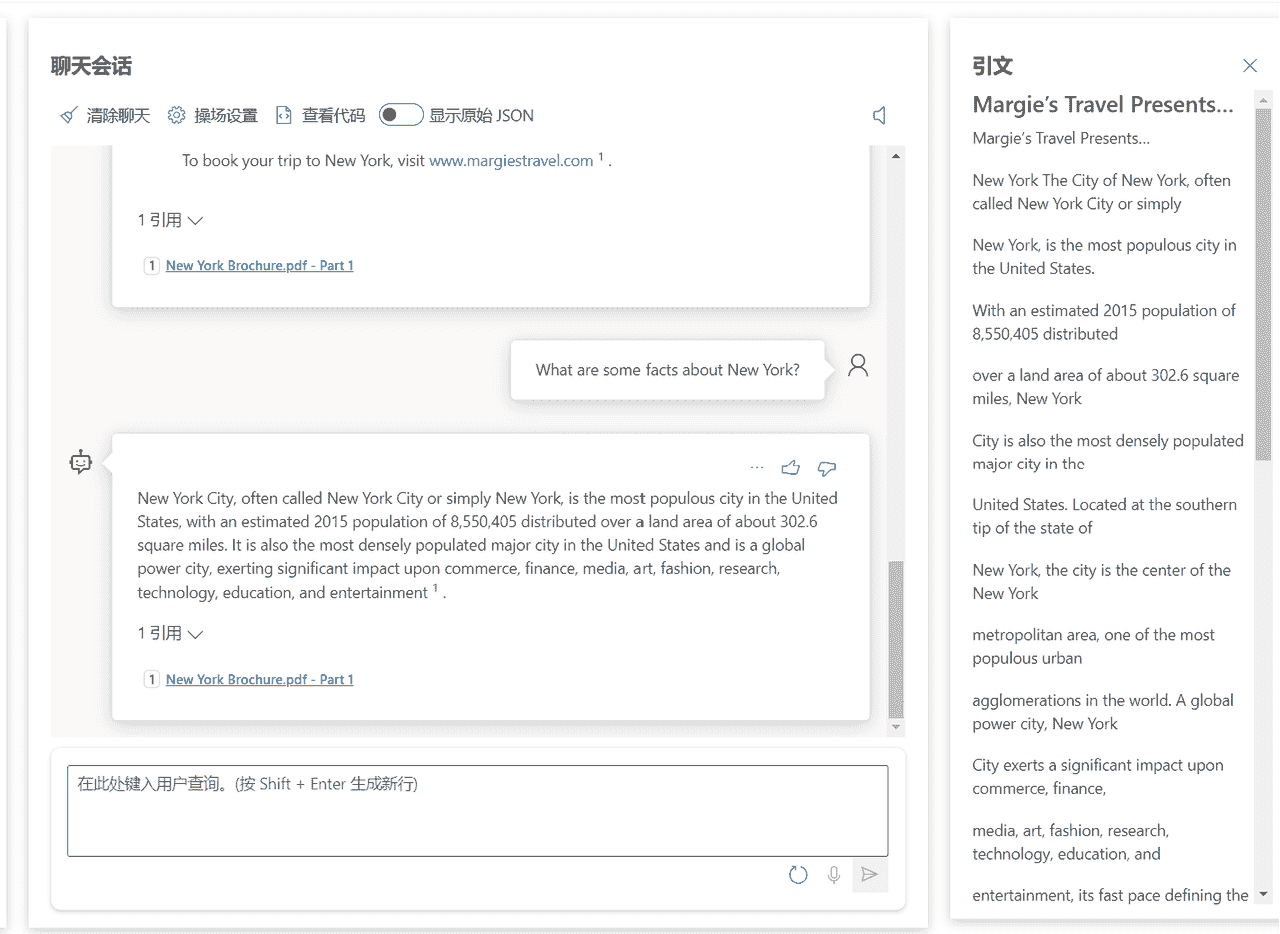 聊天会话
清除聊天 操场设置 查看代码 显示原始 JSON
To book your trip to New York, visit www.margiestravel.com 1 .
1 引用
1 New York Brochure.pdf - Part 1
What are some facts about New York?
New York City, often called New York City or simply New York, is the most populous city in the United
States, with an estimated 2015 population of 8,550,405 distributed over a land area of about 302.6
square miles. It is also the most densely populated major city in the United States and is a global
power city, exerting significant impact upon commerce, finance, media, art, fashion, research,
technology, education, and entertainment 1 .
1 引用
1 New York Brochure.pdf - Part 1
在此处键入用户查询。(按 Shift + Enter 生成新行)
引文
Margie’s Travel Presents...
Margie’s Travel Presents...
New York The City of New York, often
called New York City or simply
New York, is the most populous city in
the United States.
With an estimated 2015 population of
8,550,405 distributed
over a land area of about 302.6 square
miles, New York
City is also the most densely populated
major city in the
United States. Located at the southern
tip of the state of
New York, the city is the center of the
New York
metropolitan area, one of the most
populous urban
agglomerations in the world. A global
power city, New York
City exerts a significant impact upon
commerce, finance,
media, art, fashion, research,
technology, education, and
entertainment, its fast pace defining the